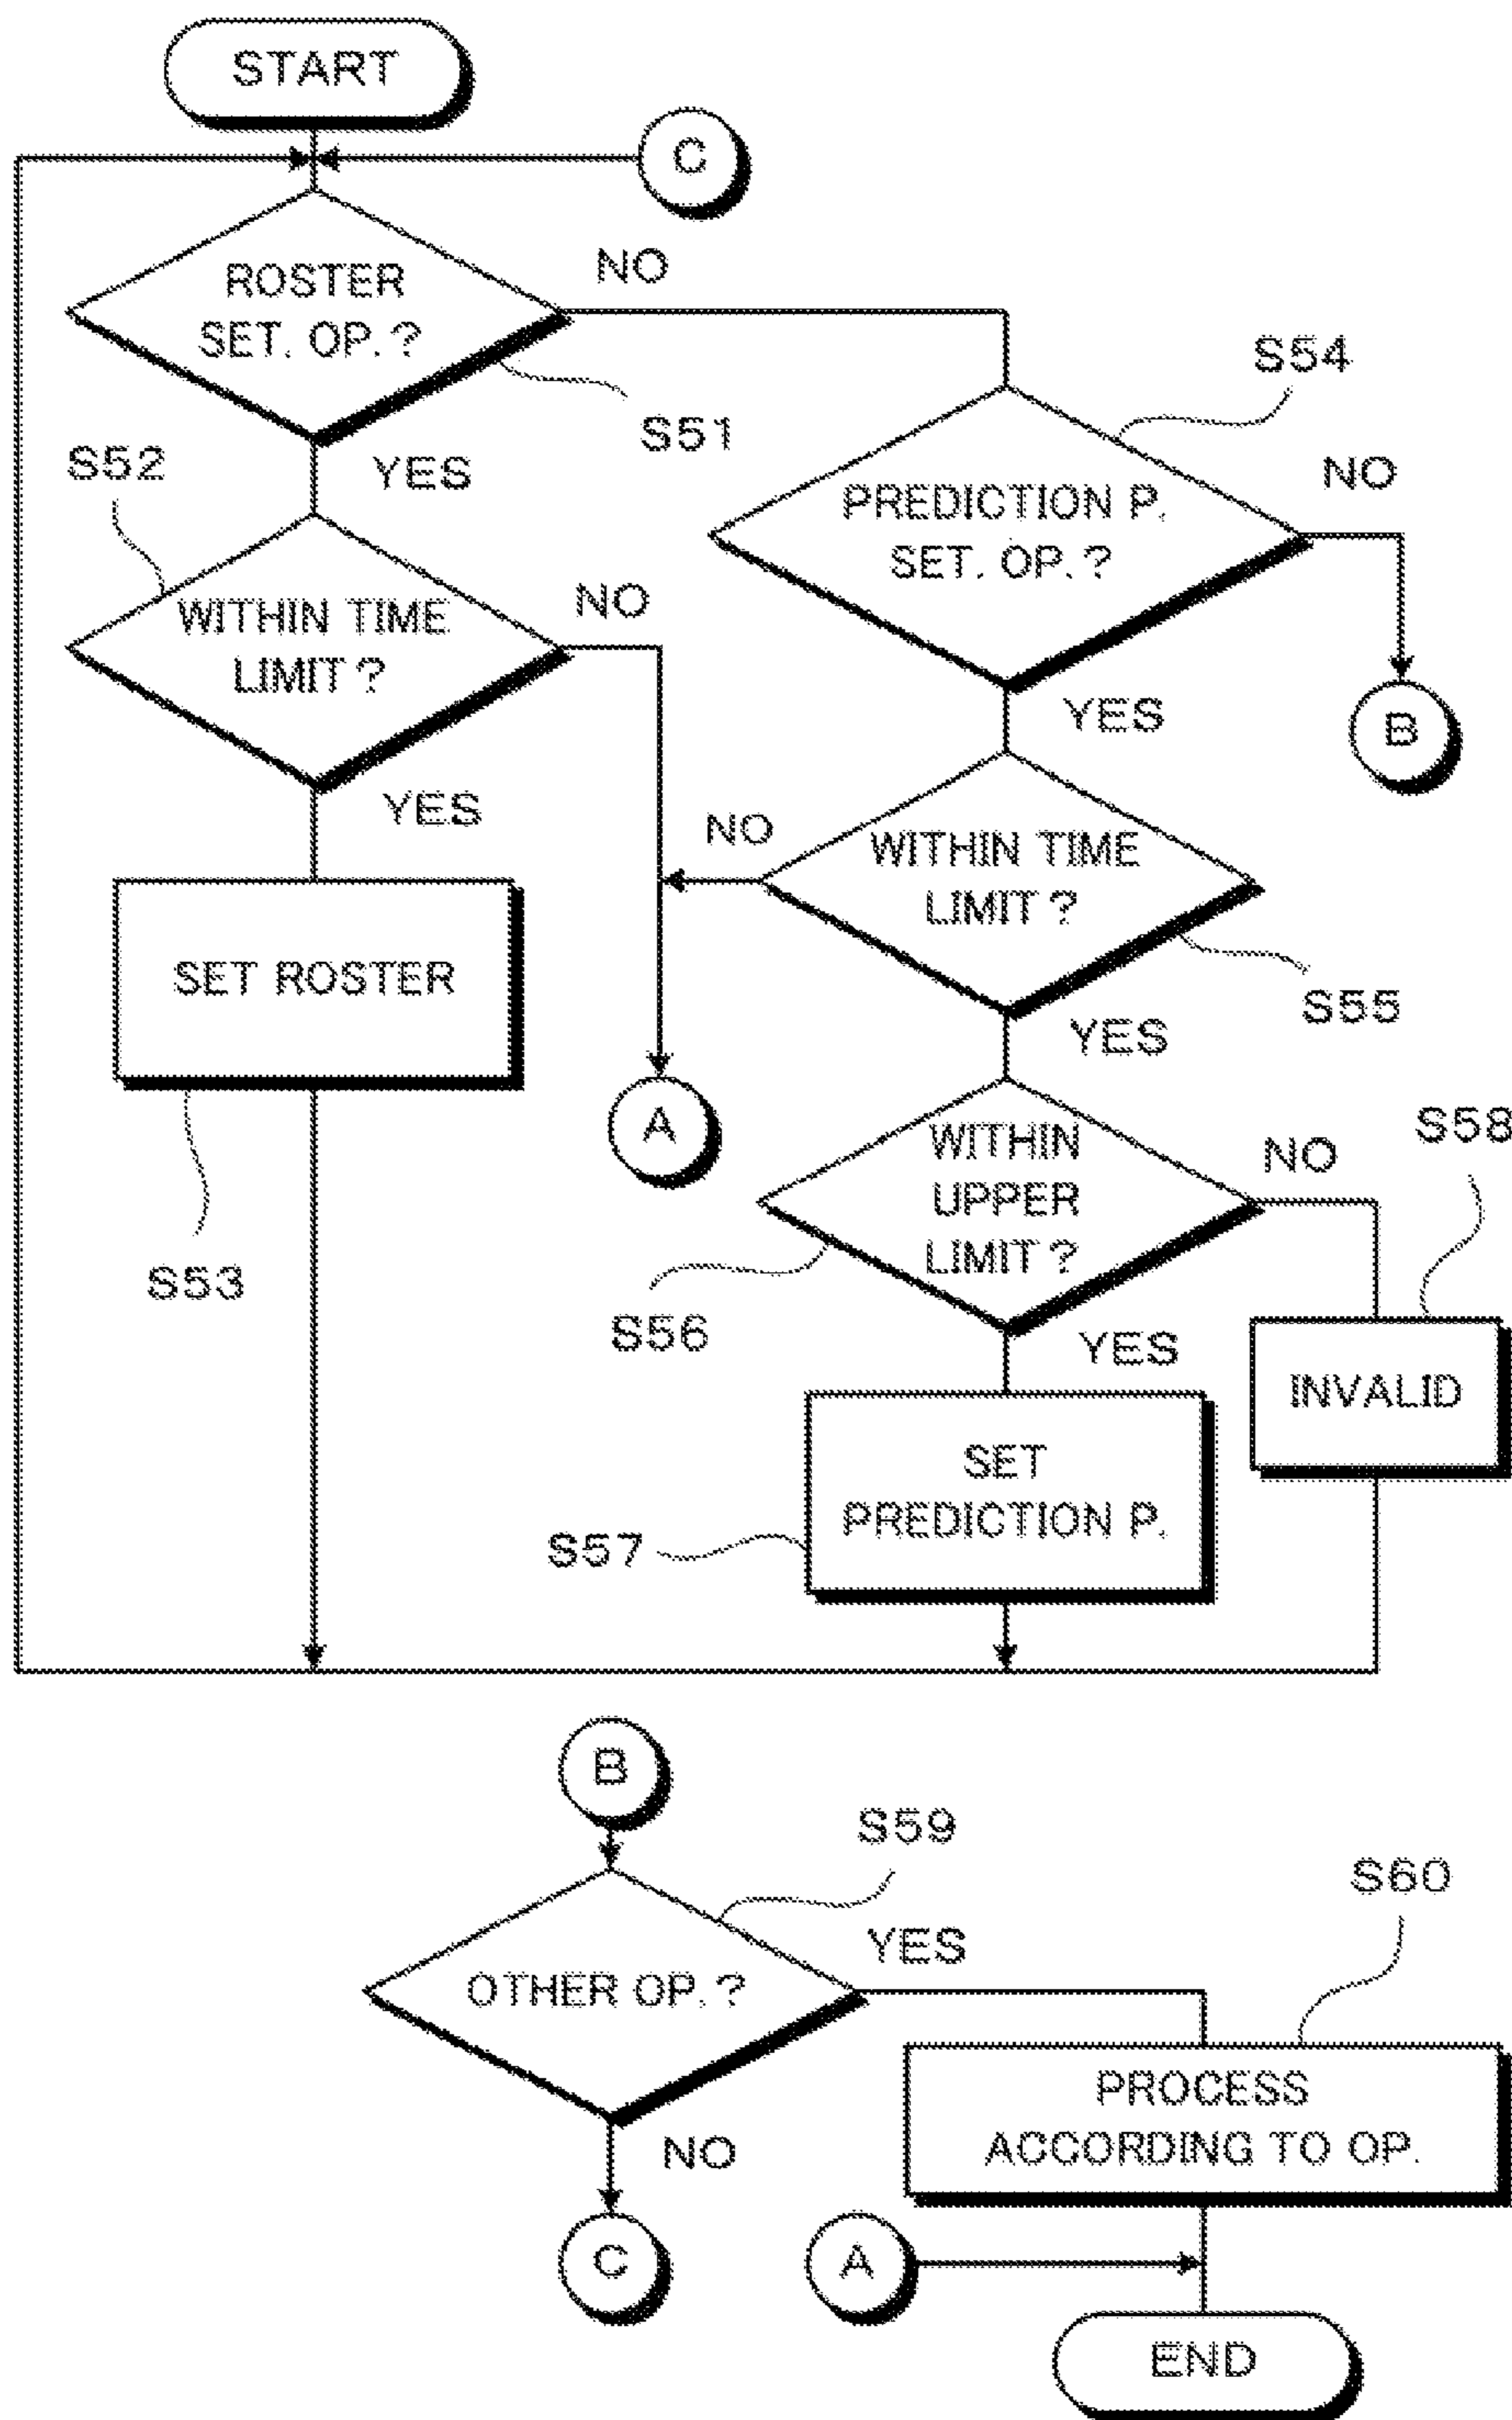 START
C
ROSTER
SET. OP. ?
NO
S51
YES
S54
PREDICTION P.
SET. OP. ?
NO
B
YES
S52
WITHIN TIME
LIMIT ?
NO
YES
SET ROSTER
S53
A
NO
WITHIN TIME
LIMIT ?
S55
YES
WITHIN
UPPER
LIMIT ?
NO
S58
S56
YES
INVALID
SET
PREDICTION P.
S57
B
S59
OTHER OP. ?
YES
S60
PROCESS
ACCORDING TO OP.
NO
C
A
END